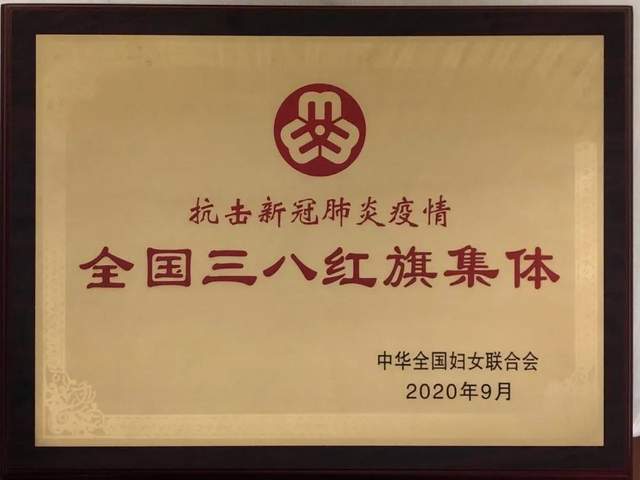 抗击新冠肺炎疫情
全国三八红旗集体
中华全国妇女联合会
2020年9月